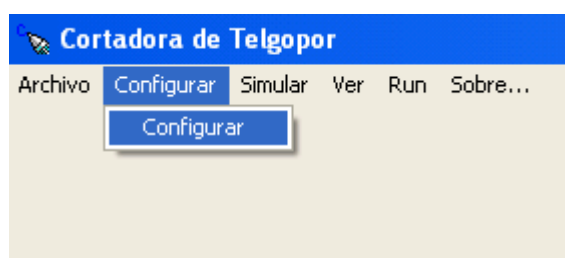 Cortadora de Telgopor
Archivo Configurar Simular Ver Run Sobre...
Configurar